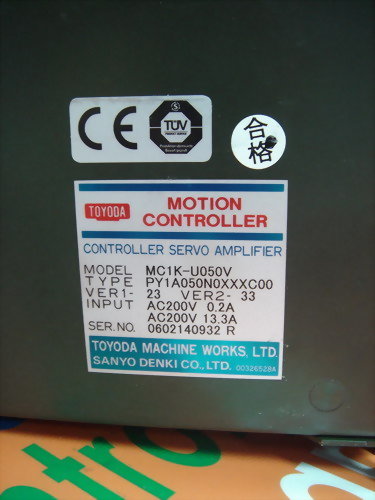 CE
TÜV
合格
TOYODA
MOTION
CONTROLLER
CONTROLLER SERVO AMPLIFIER
MODEL MC1K-U050V
TYPE PY1A050N0XXXC00
VER1- 23 VER2- 33
INPUT AC200V 0.2A
AC200V 13.3A
SER.NO. 0602140932 R
TOYODA MACHINE WORKS, LTD.
SANYO DENKI CO., LTD. 00326528A